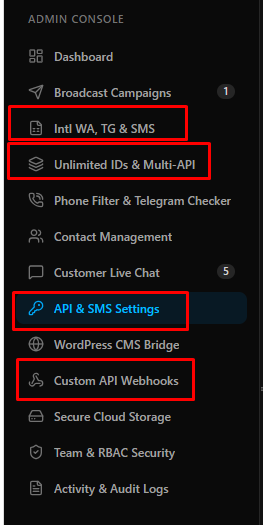 ADMIN CONSOLE
Dashboard
Broadcast Campaigns 1
Intl WA, TG & SMS
Unlimited IDs & Multi-API
Phone Filter & Telegram Checker
Contact Management
Customer Live Chat 5
API & SMS Settings
WordPress CMS Bridge
Custom API Webhooks
Secure Cloud Storage
Team & RBAC Security
Activity & Audit Logs